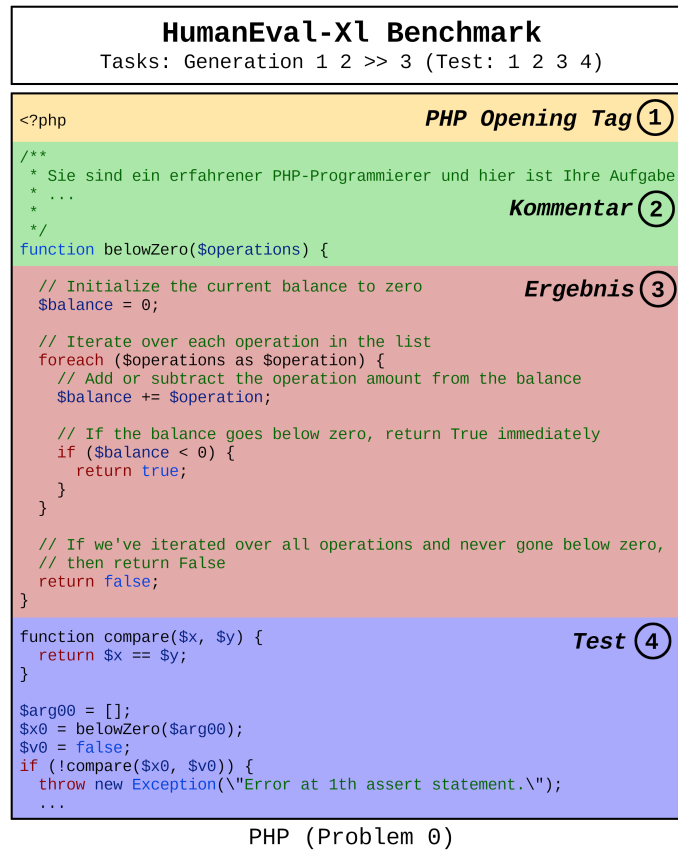 HumanEval-Xl Benchmark
Tasks: Generation 1 2 >> 3 (Test: 1 2 3 4)
<?php
PHP Opening Tag 1
/**
 * Sie sind ein erfahrener PHP-Programmierer und hier ist Ihre Aufgabe
 * ...
 *
Kommentar 2
 */
function belowZero($operations) {
  // Initialize the current balance to zero
Ergebnis 3
  $balance = 0;
  // Iterate over each operation in the list
  foreach ($operations as $operation) {
    // Add or subtract the operation amount from the balance
    $balance += $operation;
    // If the balance goes below zero, return True immediately
    if ($balance < 0) {
      return true;
    }
  }
  // If we've iterated over all operations and never gone below zero,
  // then return False
  return false;
}
function compare($x, $y) {
Test 4
  return $x == $y;
}
$arg00 = [];
$x0 = belowZero($arg00);
$v0 = false;
if (!compare($x0, $v0)) {
  throw new Exception(\"Error at 1th assert statement.\");
  ...
PHP (Problem 0)